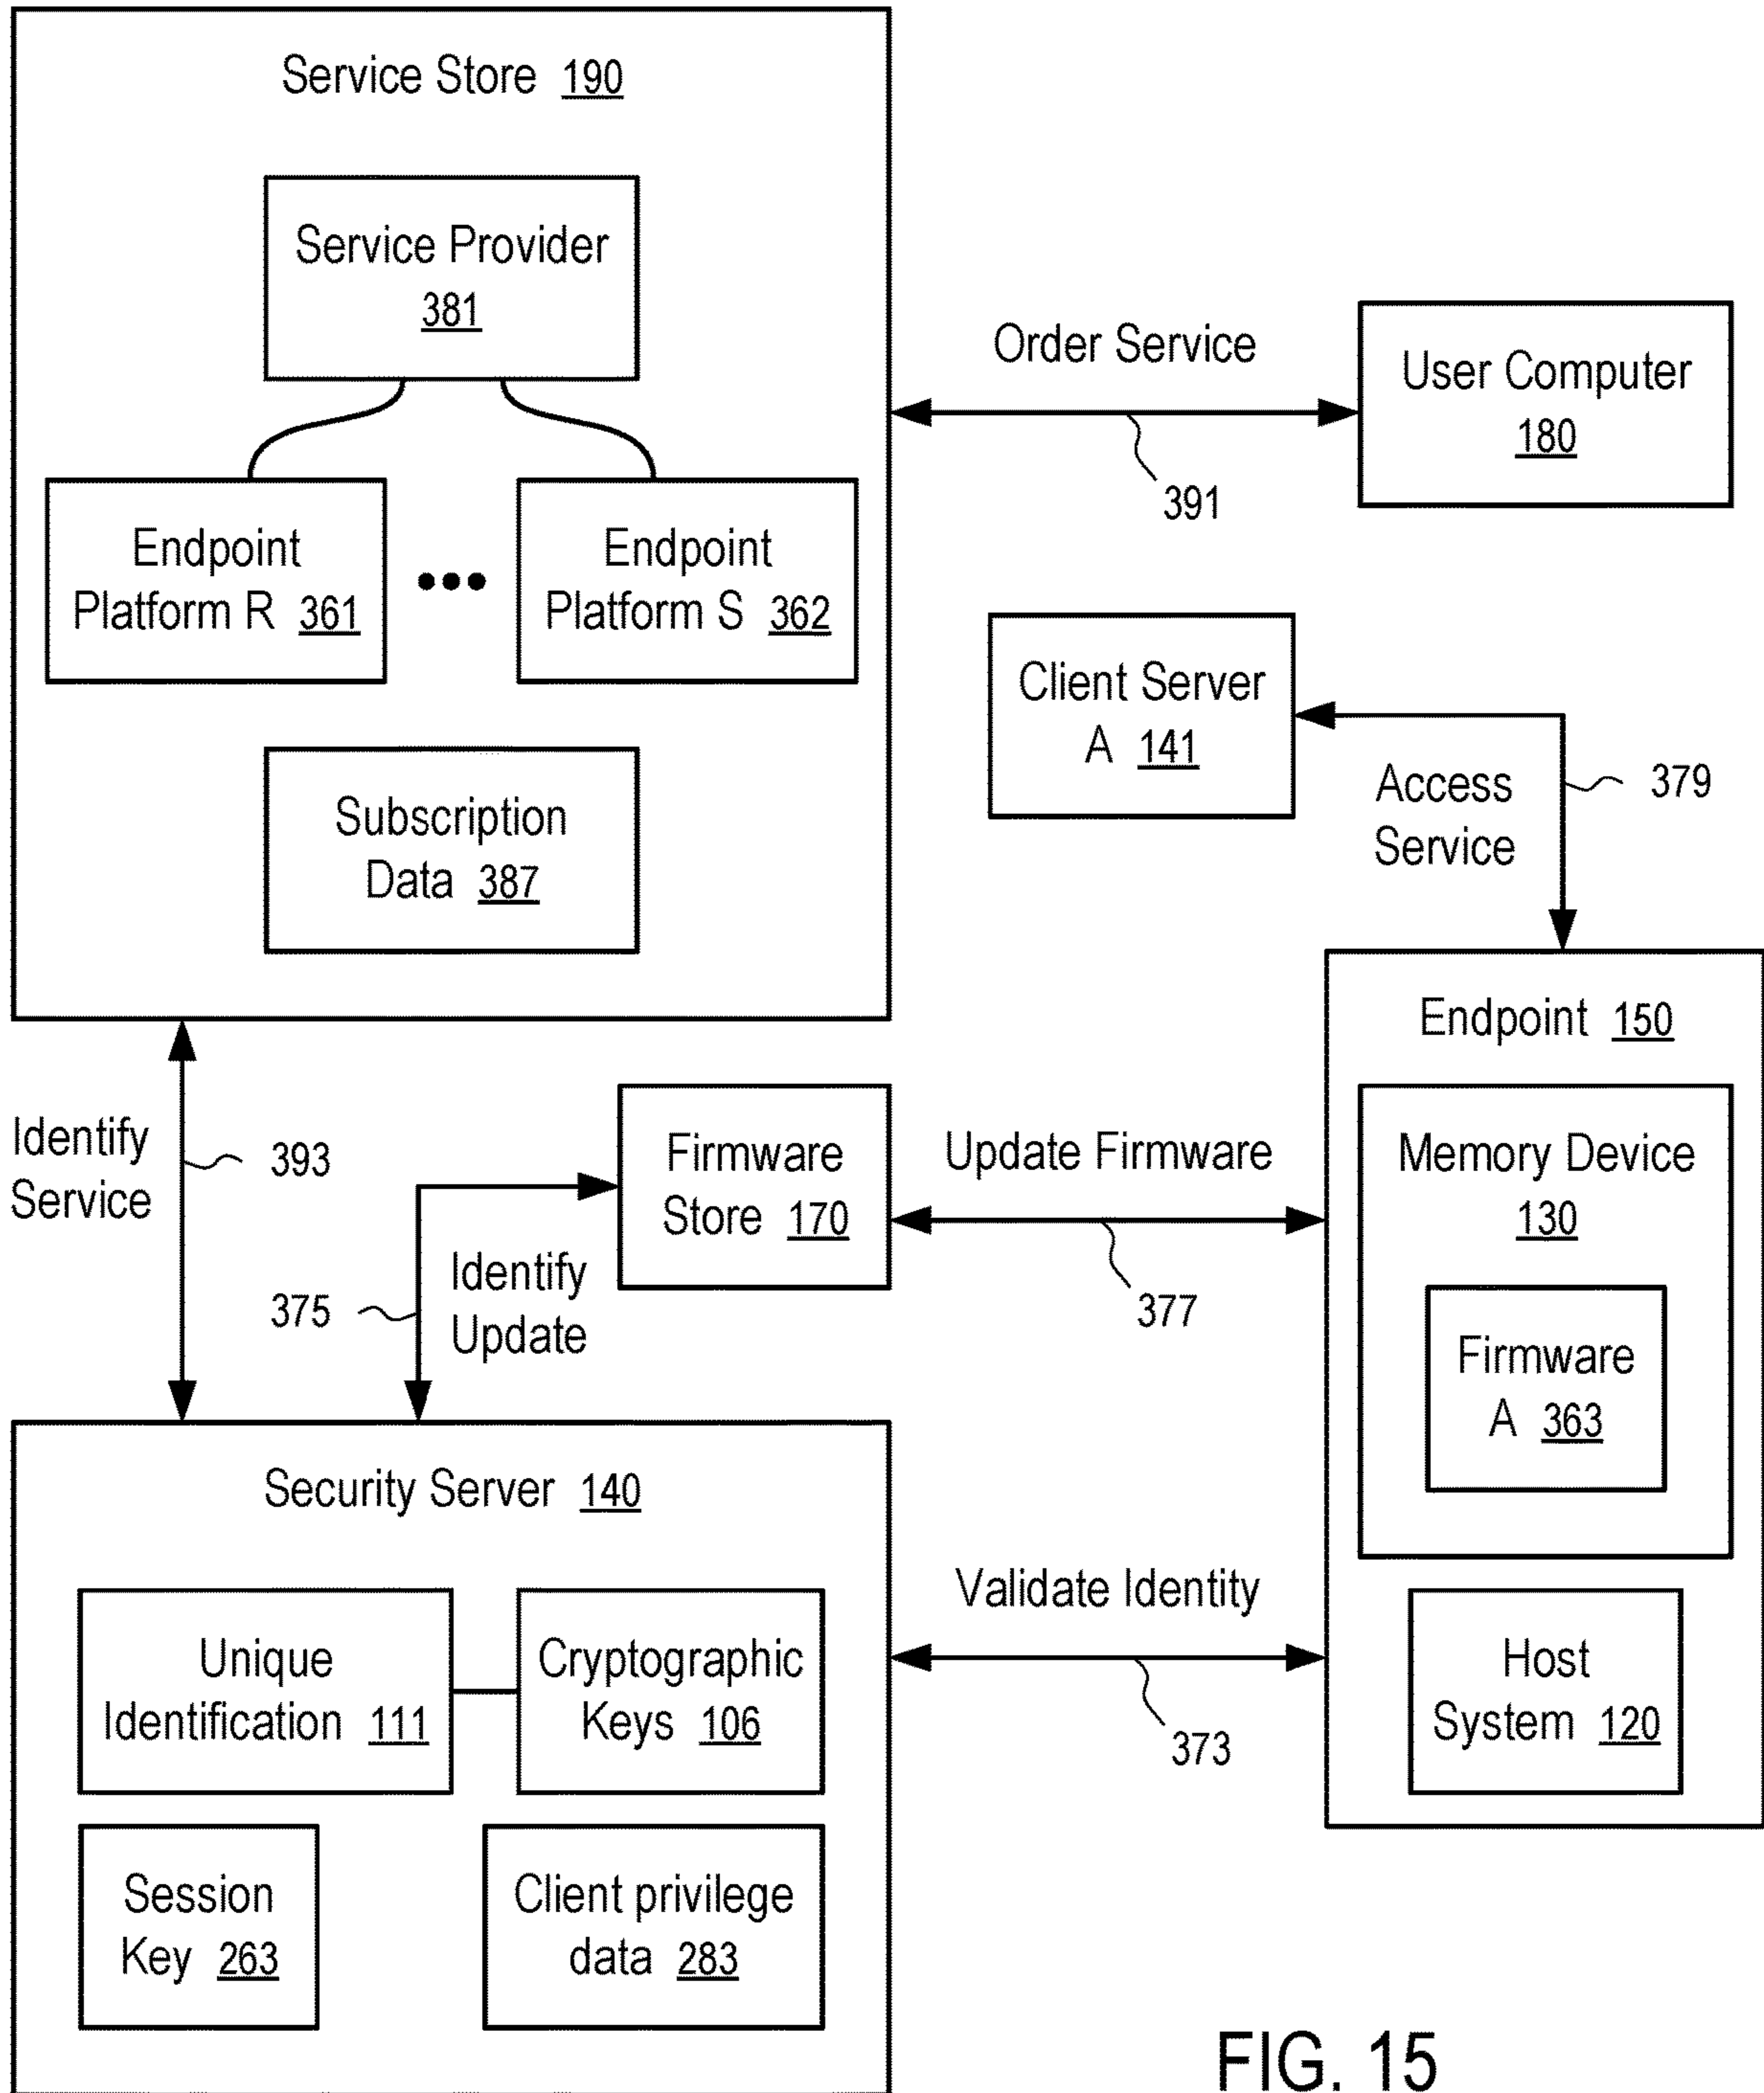 Service Store 190
Service Provider
381
Endpoint
Platform R 361
Endpoint
Platform S 362
Subscription
Data 387
Order Service
391
User Computer
180
Client Server
A 141
Access
Service
379
Identify
Service
393
Firmware
Store 170
Identify
Update
375
Update Firmware
377
Endpoint 150
Memory Device
130
Firmware
A 363
Host
System 120
Security Server 140
Unique
Identification 111
Cryptographic
Keys 106
Session
Key 263
Client privilege
data 283
Validate Identity
373
FIG. 15